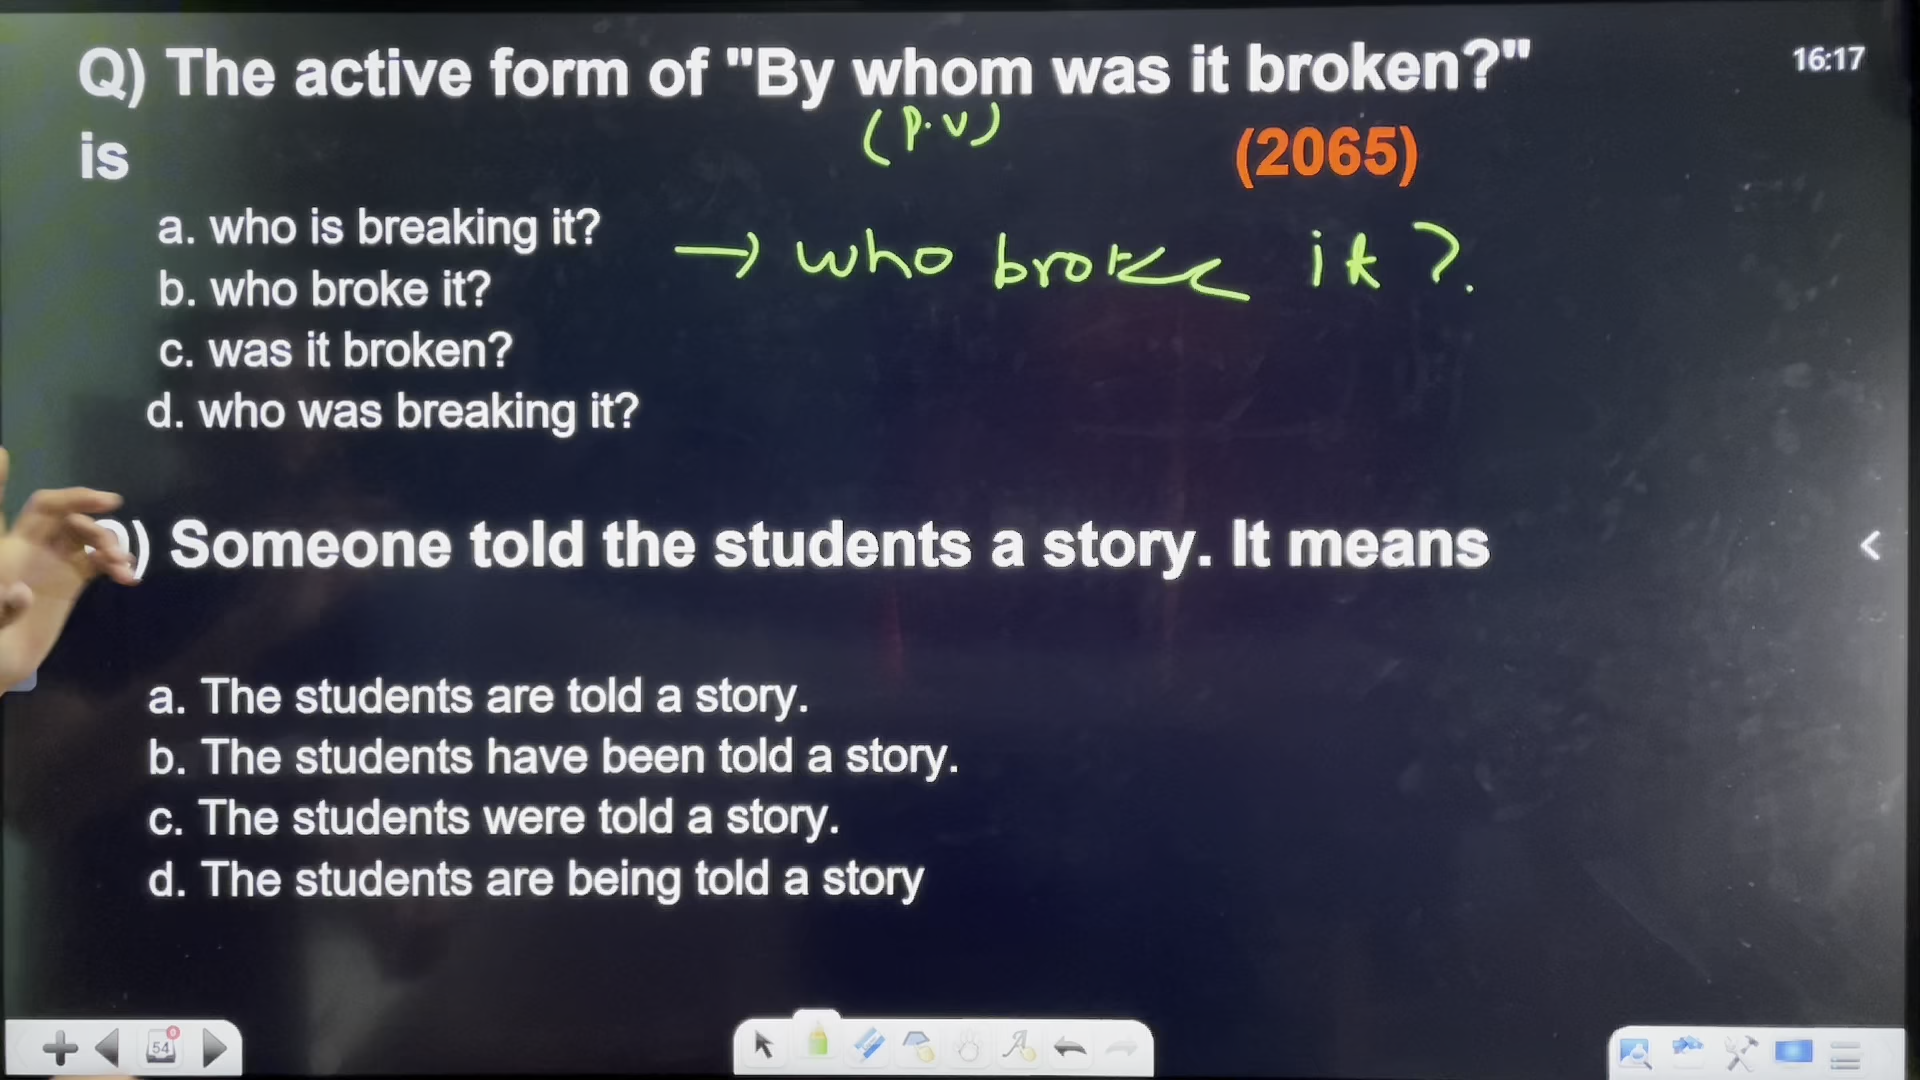 Q) The active form of "By whom was it broken?"
16:17
(P.V)
is
(2065)
a. who is breaking it?
→ who broke it ?.
b. who broke it?
c. was it broken?
d. who was breaking it?
) Someone told the students a story. It means
a. The students are told a story.
b. The students have been told a story.
c. The students were told a story.
d. The students are being told a story
54